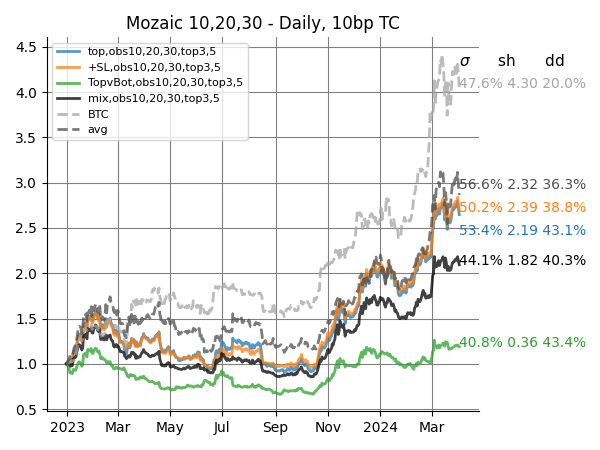 Mozaic 10,20,30 - Daily, 10bp TC
top,obs10,20,30,top3,5
+SL,obs10,20,30,top3,5
TopvBot,obs10,20,30,top3,5
mix,obs10,20,30,top3,5
BTC
avg
σ sh dd
47.6% 4.30 20.0%
56.6% 2.32 36.3%
50.2% 2.39 38.8%
53.4% 2.19 43.1%
44.1% 1.82 40.3%
40.8% 0.36 43.4%
4.5
4.0
3.5
3.0
2.5
2.0
1.5
1.0
0.5
2023 Mar May Jul Sep Nov 2024 Mar